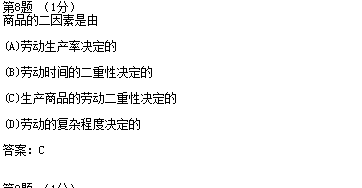 第8题 （1分）
商品的二因素是由
(A)劳动生产率决定的
(B)劳动时间的二重性决定的
(C)生产商品的劳动二重性决定的
(D)劳动的复杂程度决定的
答案：C